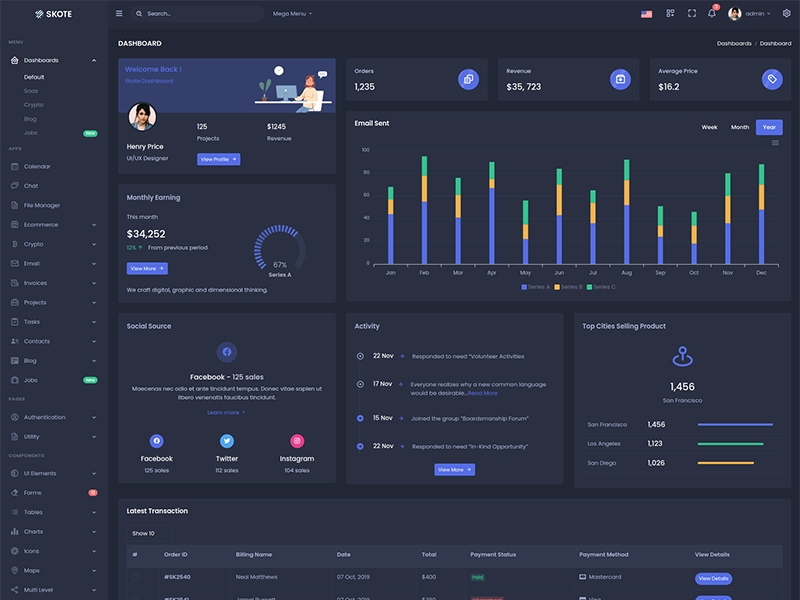 SKOTE
Search...
Mega Menu
3
admin
MENU
Dashboards
Default
Saas
Crypto
Blog
Jobs
New
APPS
Calendar
Chat
File Manager
Ecommerce
Crypto
Email
Invoices
Projects
Tasks
Contacts
Blog
Jobs
New
PAGES
Authentication
Utility
COMPONENTS
UI Elements
Forms
10
Tables
Charts
Icons
Maps
Multi Level
DASHBOARD
Dashboards / Dashboard
Welcome Back !
Skote Dashboard
Henry Price
UI/UX Designer
125
Projects
$1245
Revenue
View Profile
Orders
1,235
Revenue
$35, 723
Average Price
$16.2
Monthly Earning
This month
$34,252
12% From previous period
View More
67%
Series A
We craft digital, graphic and dimensional thinking.
Email Sent
Week Month Year
100
80
60
40
20
0
Jan Feb Mar Apr May Jun Jul Aug Sep Oct Nov Dec
Series A Series B Series C
Social Source
Facebook - 125 sales
Maecenas nec odio et ante tincidunt tempus. Donec vitae sapien ut
libero venenatis faucibus tincidunt.
Learn more
Facebook
125 sales
Twitter
112 sales
Instagram
104 sales
Activity
22 Nov Responded to need "Volunteer Activities
17 Nov Everyone realizes why a new common language
would be desirable...Read More
15 Nov Joined the group "Boardsmanship Forum"
22 Nov Responded to need "In-Kind Opportunity"
View More
Top Cities Selling Product
1,456
San Francisco
San Francisco 1,456
Los Angeles 1,123
San Diego 1,026
Latest Transaction
Show 10
# Order ID Billing Name Date Total Payment Status Payment Method View Details
#SK2540 Neal Matthews 07 Oct, 2019 $400 Paid Mastercard View Details